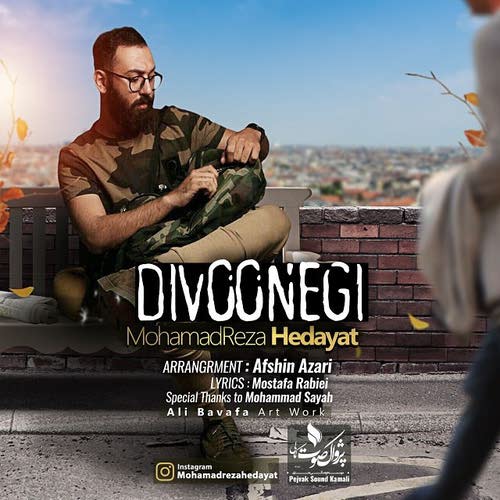 DIVOONEGI
MohamadReza Hedayat
ARRANGRMENT : Afshin Azari
LYRICS : Mostafa Rabiei
Special Thanks to Mohammad Sayah
Ali Bavafa Art Work
Instagram
Mohamadrezahedayat
Pejvak Sound Kamali